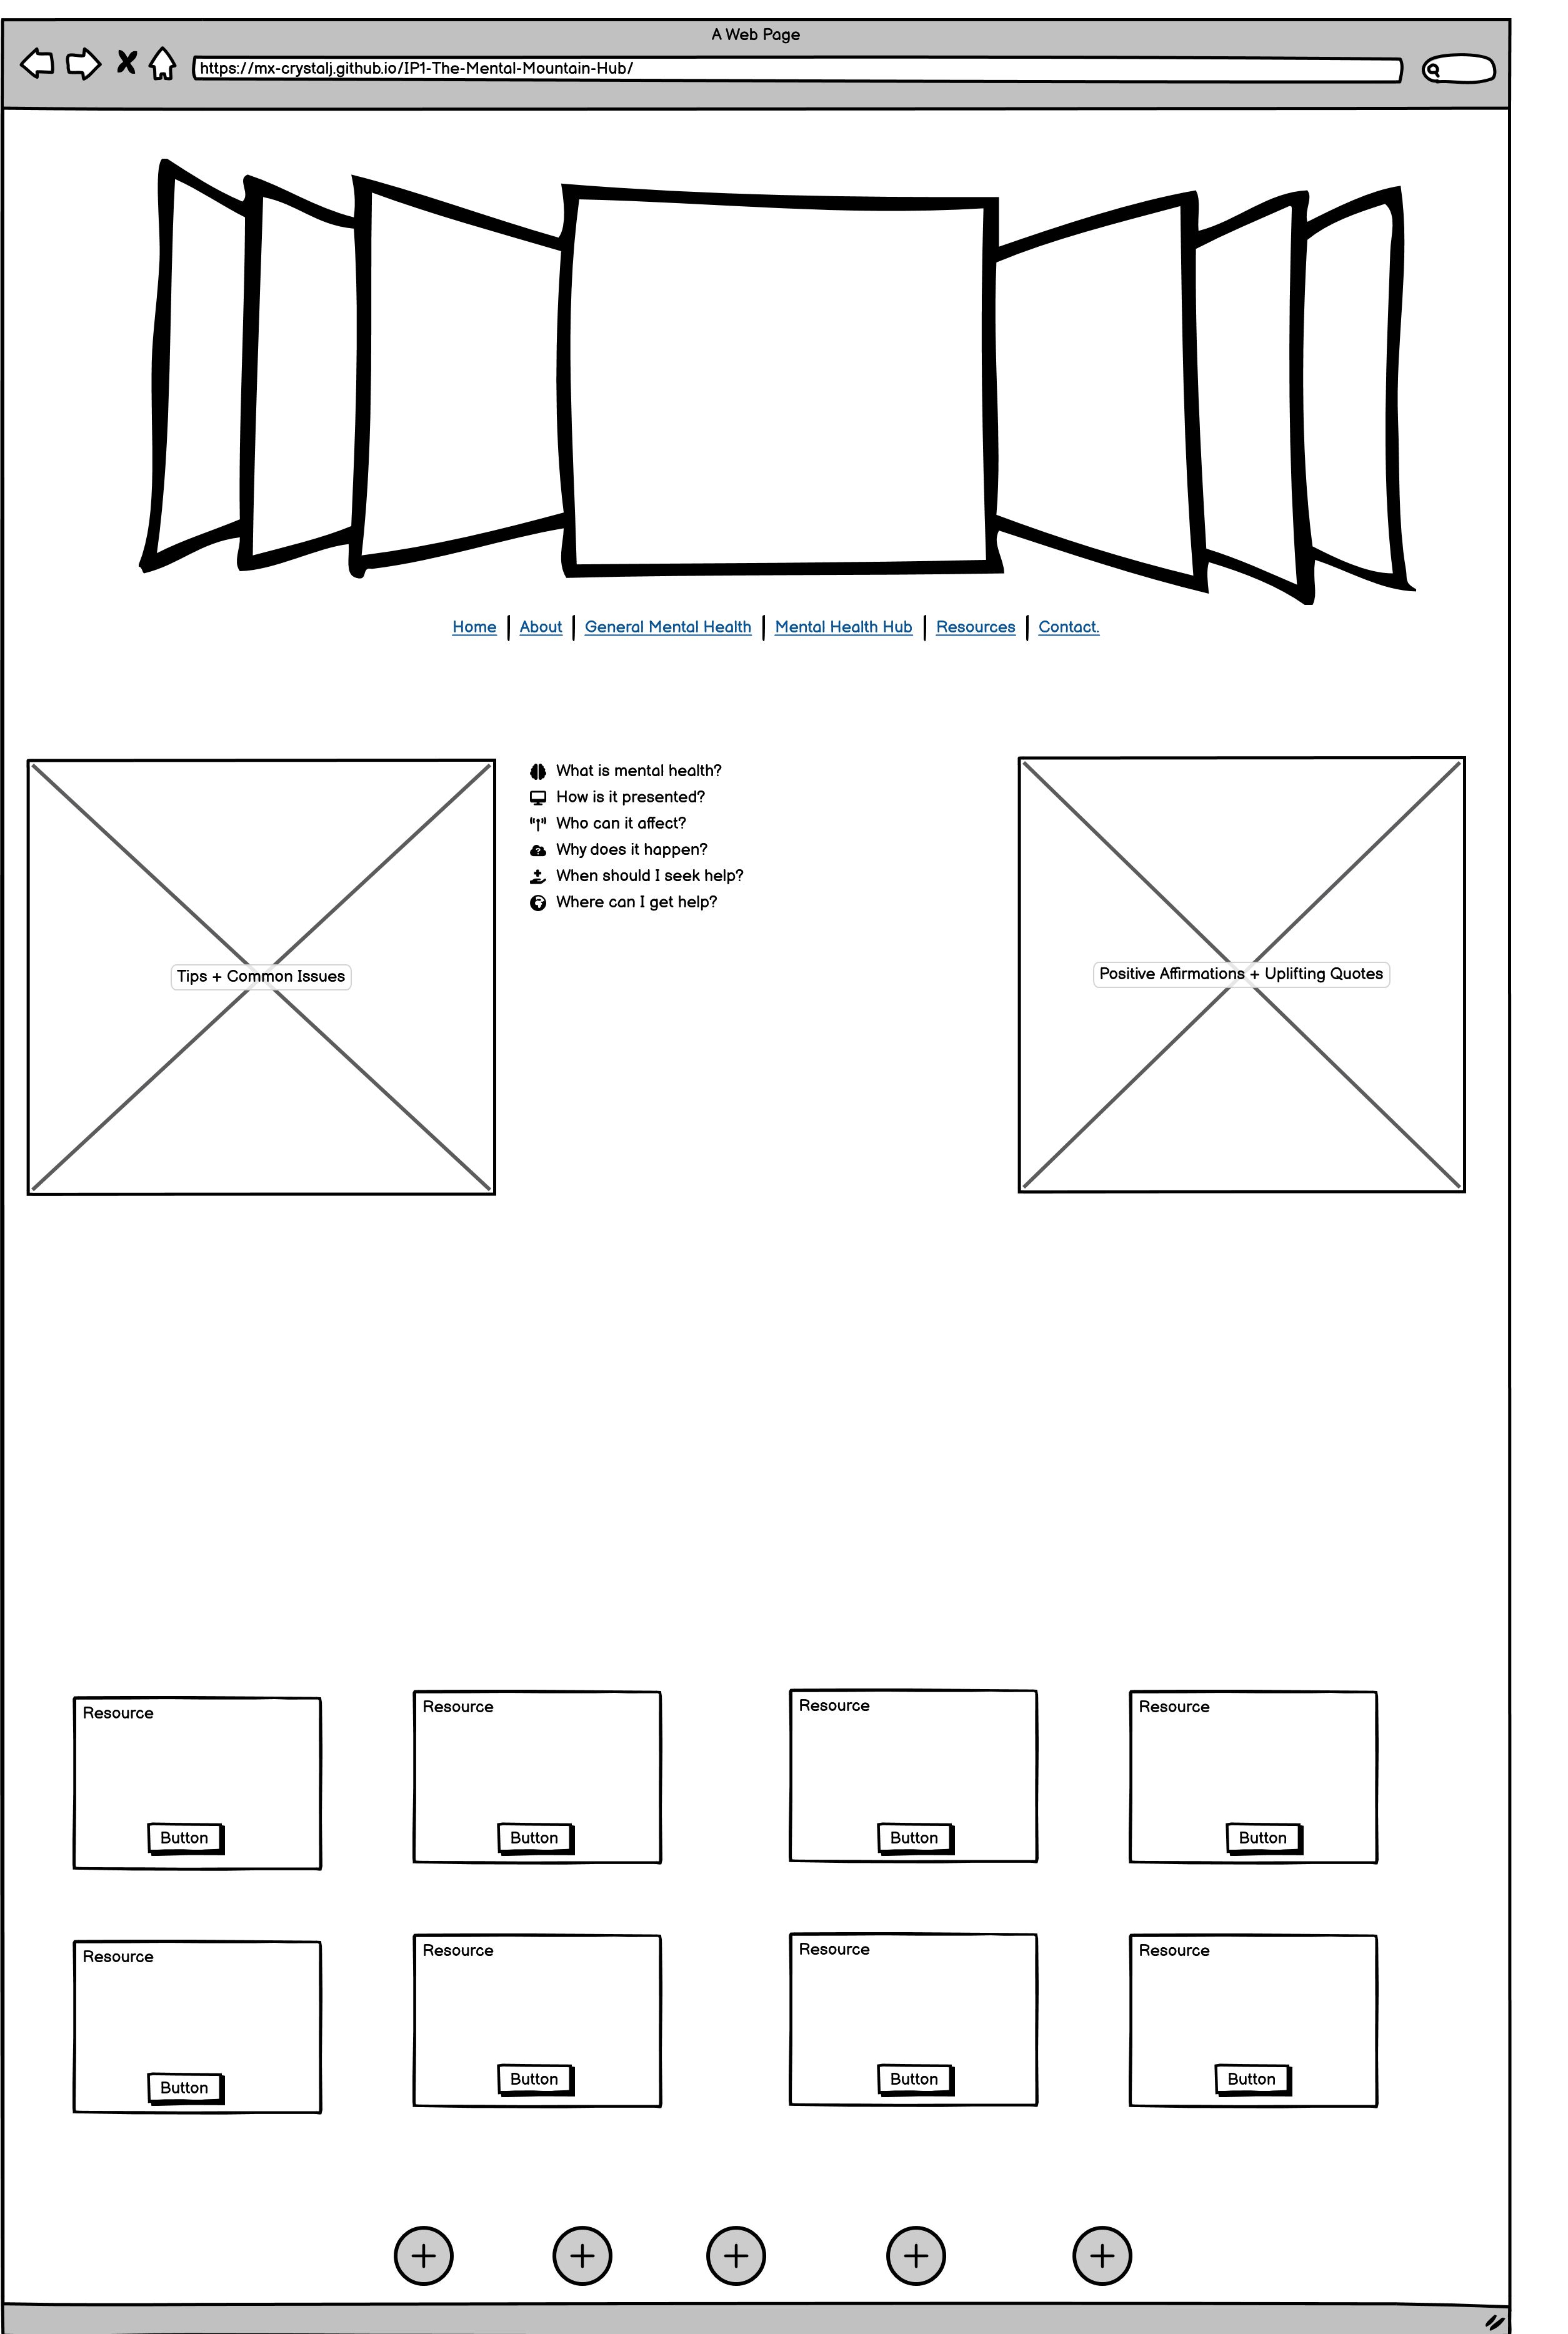 A Web Page
https://mx-crystalj.github.io/IP1-The-Mental-Mountain-Hub/
Home | About | General Mental Health | Mental Health Hub | Resources | Contact.
Tips + Common Issues
What is mental health?
How is it presented?
Who can it affect?
Why does it happen?
When should I seek help?
Where can I get help?
Positive Affirmations + Uplifting Quotes
Resource
Button
Resource
Button
Resource
Button
Resource
Button
Resource
Button
Resource
Button
Resource
Button
Resource
Button